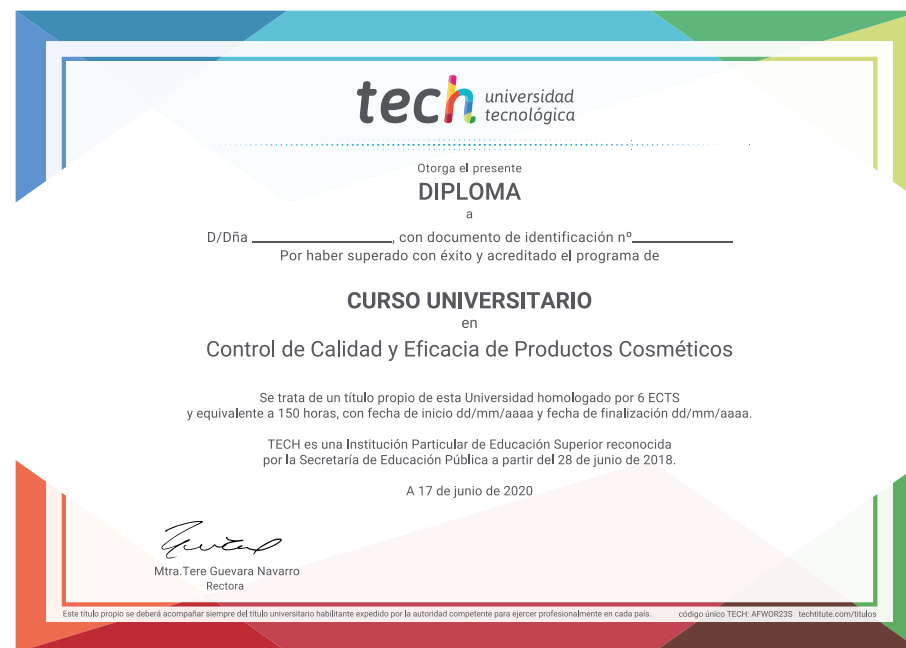 tech universidad
tecnológica
Otorga el presente
DIPLOMA
a
D/Dña ____________________, con documento de identificación nº______________
Por haber superado con éxito y acreditado el programa de
CURSO UNIVERSITARIO
en
Control de Calidad y Eficacia de Productos Cosméticos
Se trata de un título propio de esta Universidad homologado por 6 ECTS
y equivalente a 150 horas, con fecha de inicio dd/mm/aaaa y fecha de finalización dd/mm/aaaa.
TECH es una Institución Particular de Educación Superior reconocida
por la Secretaría de Educación Pública a partir del 28 de junio de 2018.
A 17 de junio de 2020
Mtra.Tere Guevara Navarro
Rectora
Este título propio se deberá acompañar siempre del título universitario habilitante expedido por la autoridad competente para ejercer profesionalmente en cada país. código único TECH: AFWOR23S techtitute.com/titulos